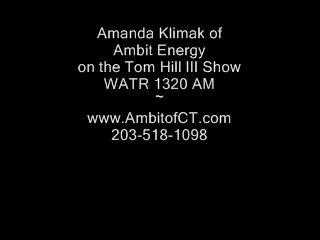 Amanda Klimak of
Ambit Energy
on the Tom Hill III Show
WATR 1320 AM
~
www.AmbitofCT.com
203-518-1098